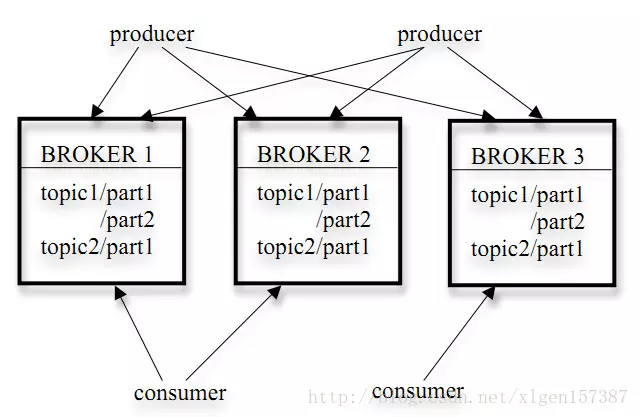 producer
producer
BROKER 1
topic1/part1
/part2
topic2/part1
BROKER 2
topic1/part1
/part2
topic2/part1
BROKER 3
topic1/part1
/part2
topic2/part1
consumer
consumer
http://blog.csdn.net/xlgen157387